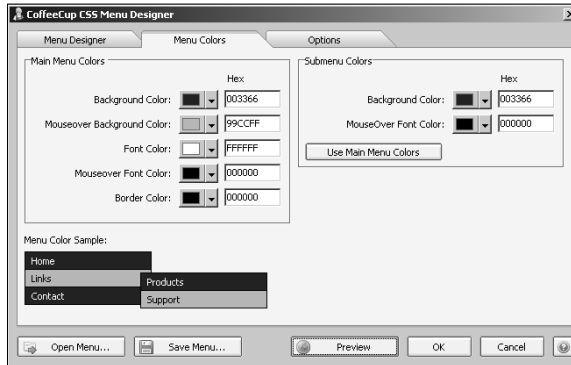 CoffeeCup CSS Menu Designer
Menu Designer Menu Colors Options
Main Menu Colors
Hex
Background Color: 003366
Mouseover Background Color: 99CCFF
Font Color: FFFFFF
Mouseover Font Color: 000000
Border Color: 000000
Submenu Colors
Hex
Background Color: 003366
MouseOver Font Color: 000000
Use Main Menu Colors
Menu Color Sample:
Home
Links
Contact
Products
Support
Open Menu... Save Menu... Preview OK Cancel